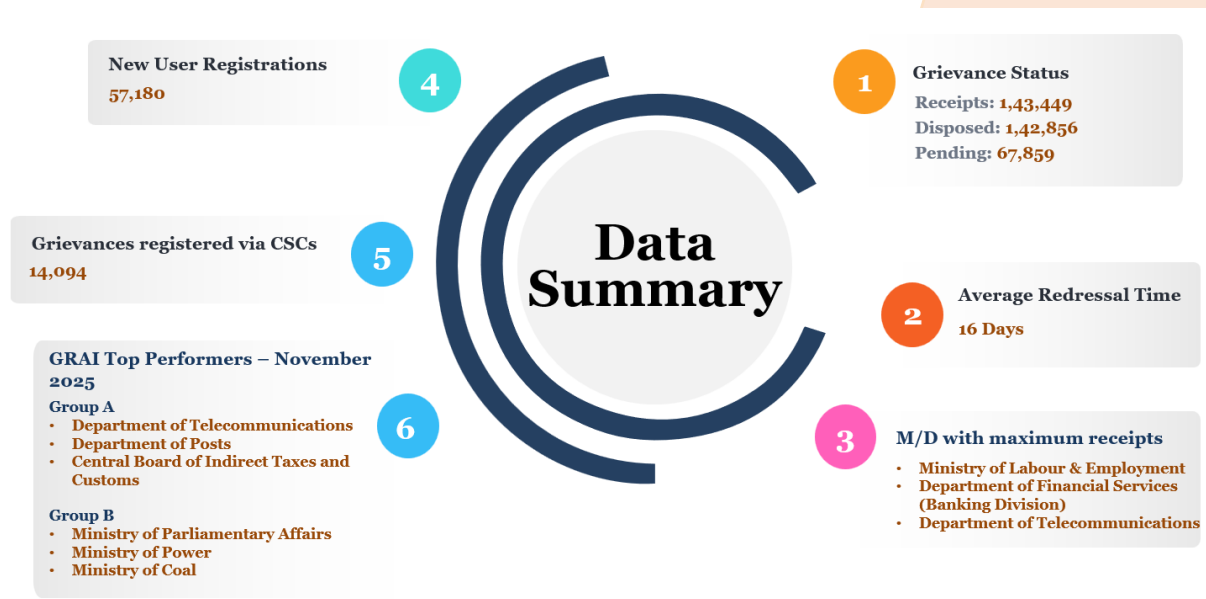 Data
Summary
1
Grievance Status
Receipts: 1,43,449
Disposed: 1,42,856
Pending: 67,859
2
Average Redressal Time
16 Days
3
M/D with maximum receipts
• Ministry of Labour & Employment
• Department of Financial Services
(Banking Division)
• Department of Telecommunications
4
New User Registrations
57,180
5
Grievances registered via CSCs
14,094
6
GRAI Top Performers – November
2025
Group A
• Department of Telecommunications
• Department of Posts
• Central Board of Indirect Taxes and
Customs
Group B
• Ministry of Parliamentary Affairs
• Ministry of Power
• Ministry of Coal